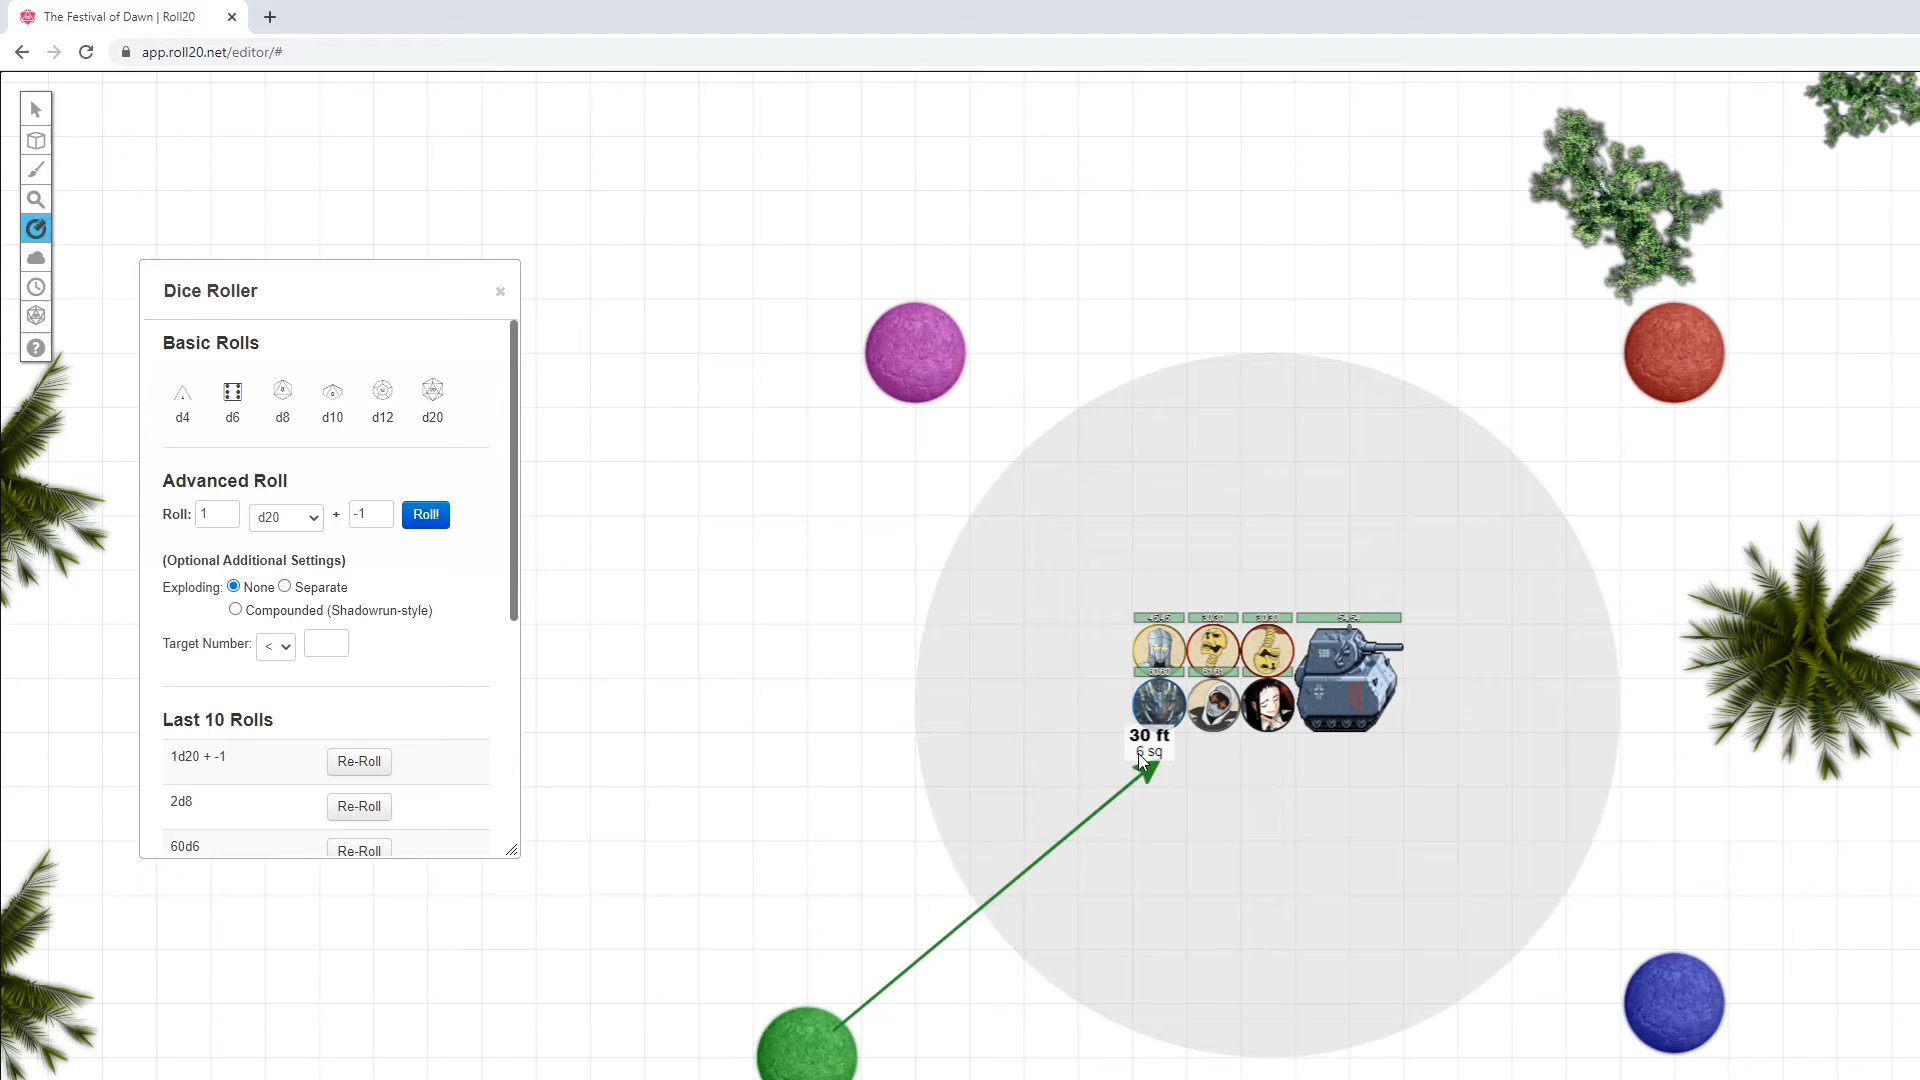 The Festival of Dawn | Roll20
app.roll20.net/editor/#
Dice Roller
Basic Rolls
d4 d6 d8 d10 d12 d20
Advanced Roll
Roll: 1 d20 + -1 Roll!
(Optional Additional Settings)
Exploding: None Separate
Compounded (Shadowrun-style)
Target Number: <
Last 10 Rolls
1d20 + -1 Re-Roll
2d8 Re-Roll
60d6 Re-Roll
30 ft
6 sq